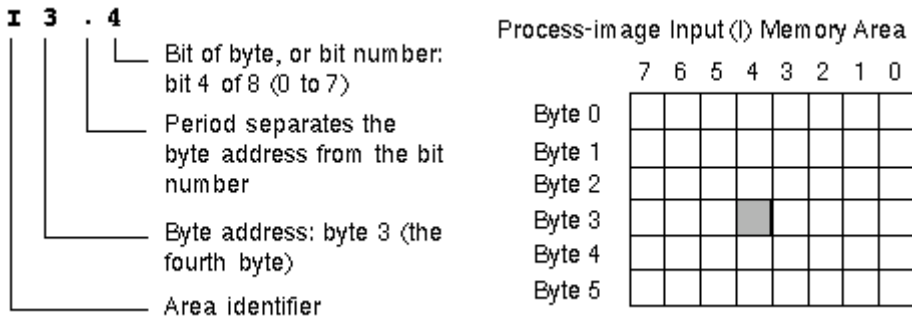 I 3 . 4
Bit of byte, or bit number:
bit 4 of 8 (0 to 7)
Period separates the
byte address from the bit
number
Byte address: byte 3 (the
fourth byte)
Area identifier
Process-image Input (I) Memory Area
7 6 5 4 3 2 1 0
Byte 0
Byte 1
Byte 2
Byte 3
Byte 4
Byte 5